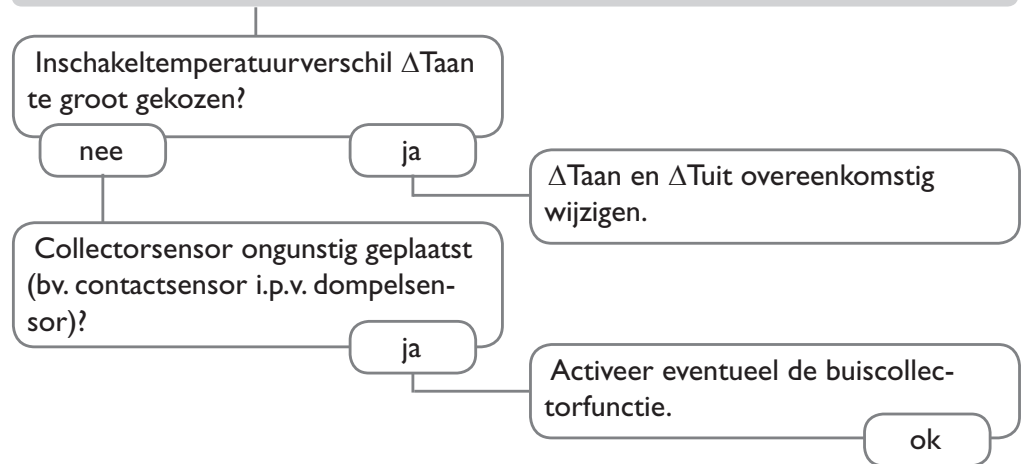 Inschakeltemperatuurverschil ΔTaan
te groot gekozen?
nee
ja
ΔTaan en ΔTuit overeenkomstig
wijzigen.
Collectorsensor ongunstig geplaatst
(bv. contactsensor i.p.v. dompelsen-
sor)?
ja
Activeer eventueel de buiscollec-
torfunctie.
ok